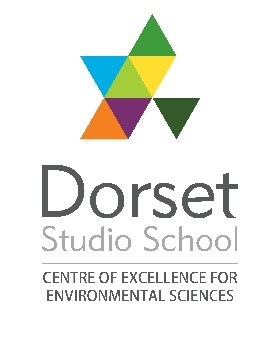 Dorset
Studio School
CENTRE OF EXCELLENCE FOR
ENVIRONMENTAL SCIENCES